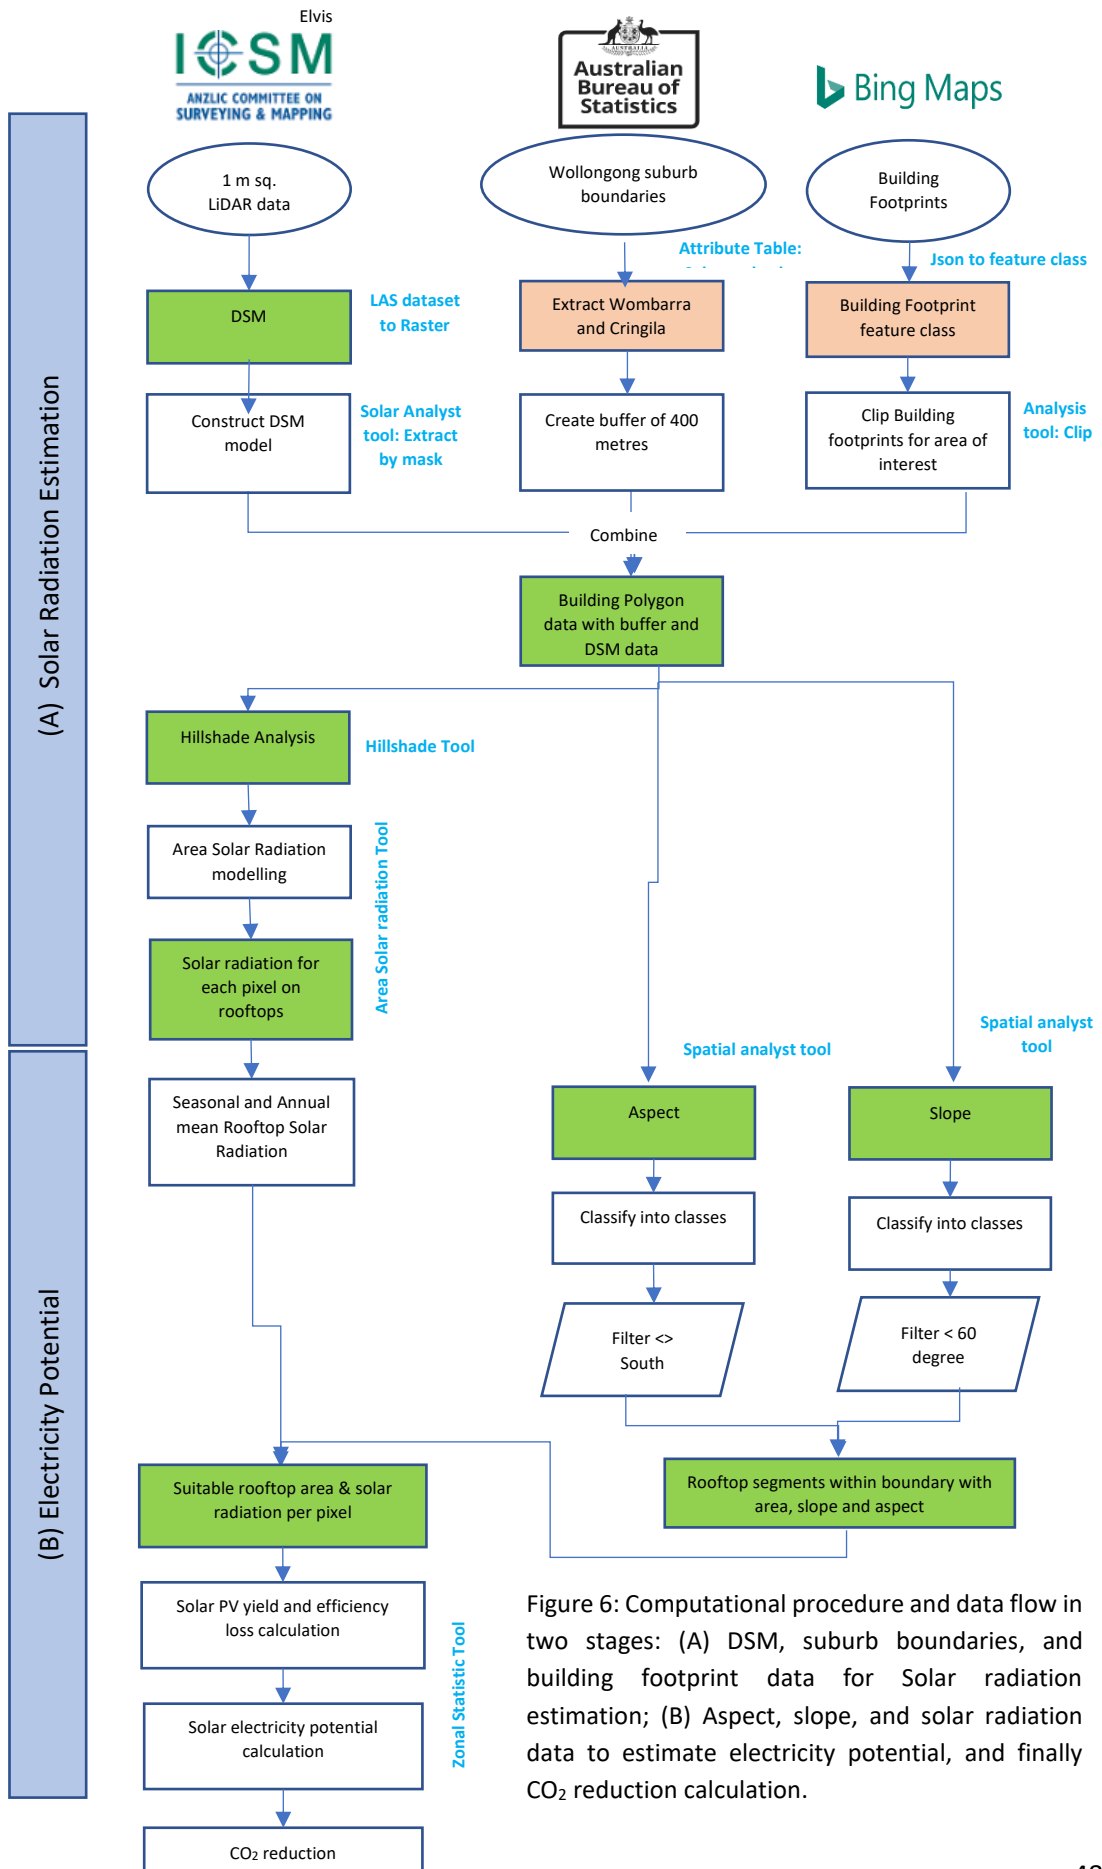 Elvis
ICSM
ANZLIC COMMITTEE ON
SURVEYING & MAPPING
AUSTRALIA
Australian
Bureau of
Statistics
Bing Maps
1 m sq.
LiDAR data
Wollongong suburb
boundaries
Building
Footprints
Attribute Table:
Json to feature class
DSM
LAS dataset
to Raster
Extract Wombarra
and Cringila
Building Footprint
feature class
Construct DSM
model
Solar Analyst
tool: Extract
by mask
Create buffer of 400
metres
Clip Building
footprints for area of
interest
Analysis
tool: Clip
Combine
Building Polygon
data with buffer and
DSM data
(A) Solar Radiation Estimation
Hillshade Analysis
Hillshade Tool
Area Solar Radiation
modelling
Area Solar radiation Tool
Solar radiation for
each pixel on
rooftops
Spatial analyst tool
Spatial analyst
tool
Seasonal and Annual
mean Rooftop Solar
Radiation
Aspect
Slope
Classify into classes
Classify into classes
Filter <>
South
Filter < 60
degree
(B) Electricity Potential
Suitable rooftop area & solar
radiation per pixel
Rooftop segments within boundary with
area, slope and aspect
Solar PV yield and efficiency
loss calculation
Zonal Statistic Tool
Solar electricity potential
calculation
CO2 reduction
Figure 6: Computational procedure and data flow in
two stages: (A) DSM, suburb boundaries, and
building footprint data for Solar radiation
estimation; (B) Aspect, slope, and solar radiation
data to estimate electricity potential, and finally
CO2 reduction calculation.